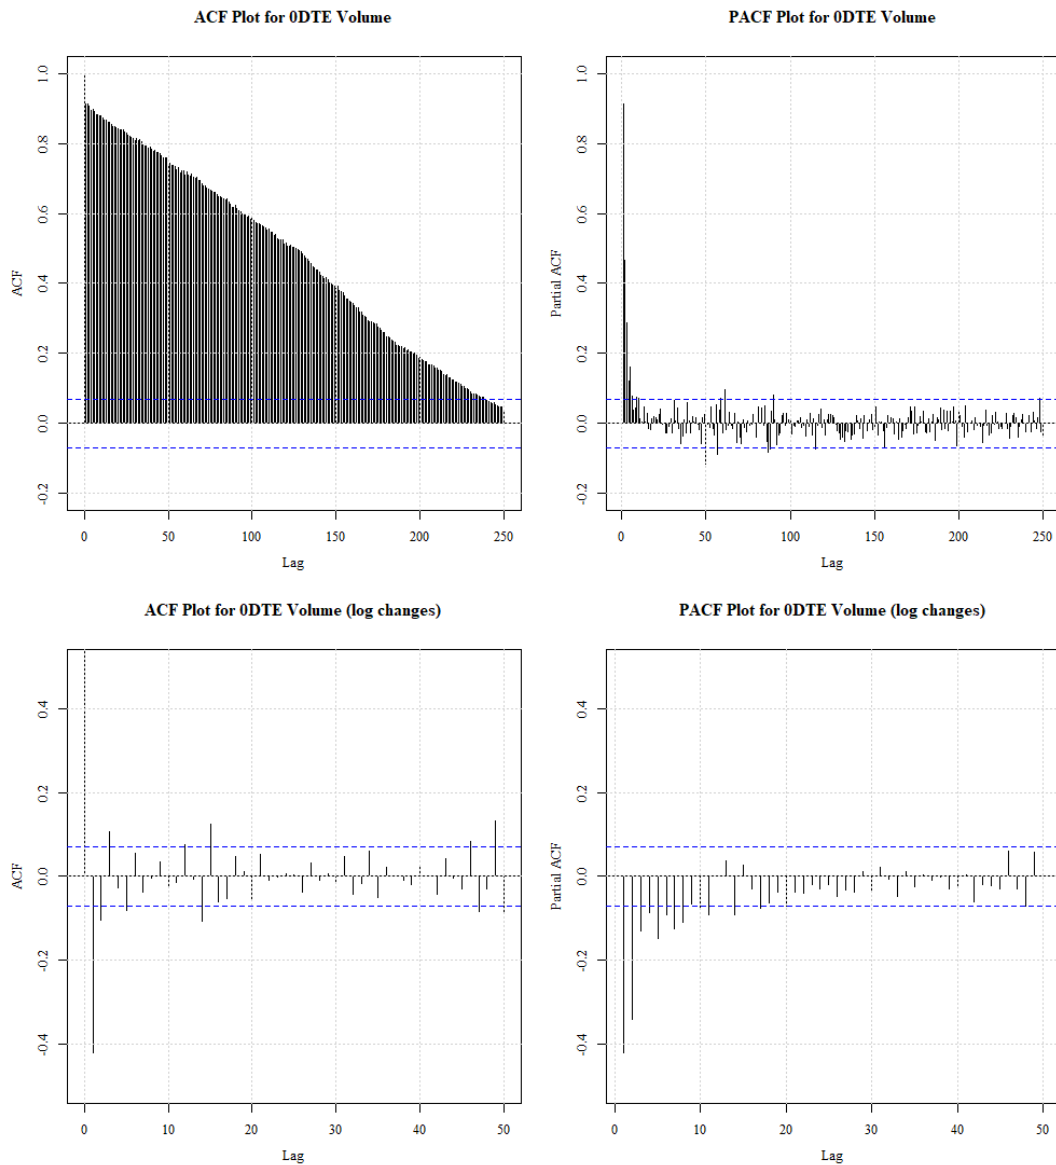 ACF Plot for 0DTE Volume
ACF
1.0
0.8
0.6
0.4
0.2
0.0
-0.2
0 50 100 150 200 250
Lag
PACF Plot for 0DTE Volume
Partial ACF
1.0
0.8
0.6
0.4
0.2
0.0
-0.2
0 50 100 150 200 250
Lag
ACF Plot for 0DTE Volume (log changes)
ACF
0.4
0.2
0.0
-0.2
-0.4
0 10 20 30 40 50
Lag
PACF Plot for 0DTE Volume (log changes)
Partial ACF
0.4
0.2
0.0
-0.2
-0.4
0 10 20 30 40 50
Lag